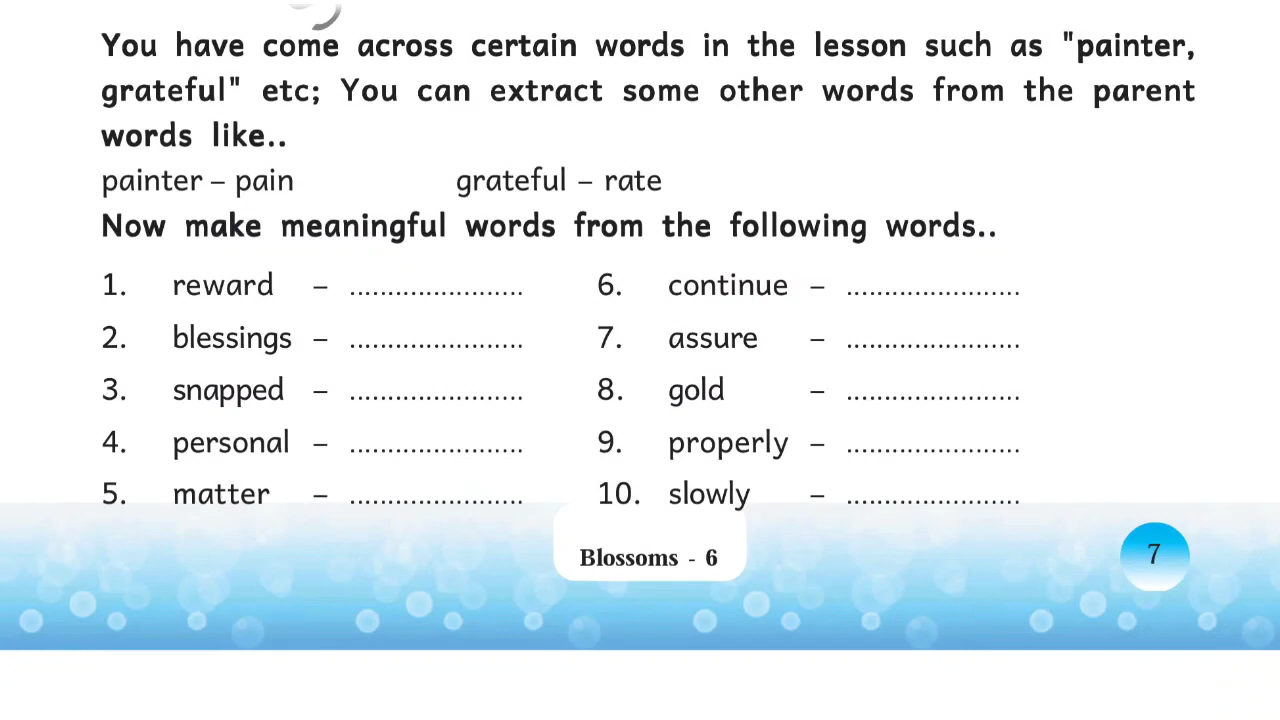 You have come across certain words in the lesson such as "painter,
grateful" etc; You can extract some other words from the parent
words like..
painter – pain grateful – rate
Now make meaningful words from the following words..
1. reward – ....................... 6. continue – .......................
2. blessings – ....................... 7. assure – .......................
3. snapped – ....................... 8. gold – .......................
4. personal – ....................... 9. properly – .......................
5. matter – ....................... 10. slowly – .......................
Blossoms - 6
7